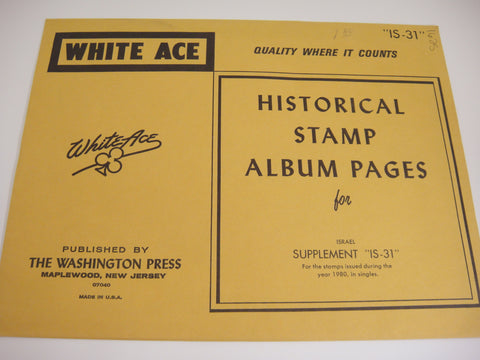 WHITE ACE
"IS-31"
QUALITY WHERE IT COUNTS
HISTORICAL
STAMP
ALBUM PAGES
for
ISRAEL
SUPPLEMENT "IS-31"
For the stamps issued during the
year 1980, in singles.
White Ace
PUBLISHED BY
THE WASHINGTON PRESS
MAPLEWOOD, NEW JERSEY
07040
MADE IN U.S.A.